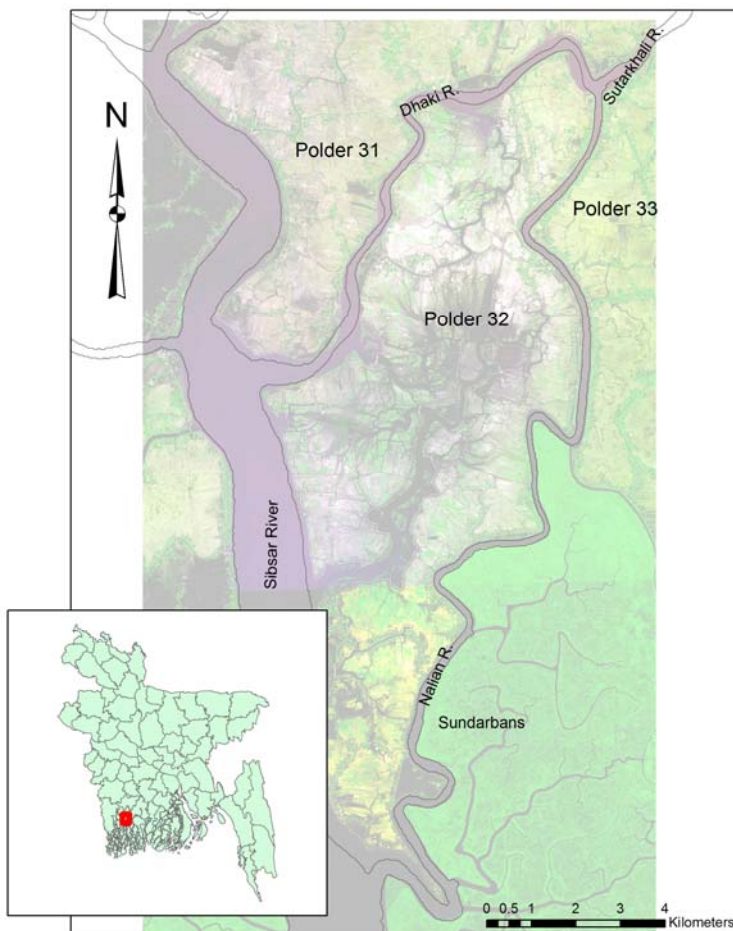 Sutarkhali R.
Dhaki R.
N
Polder 31
Polder 33
Polder 32
Sibsar River
Nalian R.
Sundarbans
0 0.5 1 2 3 4
Kilometers